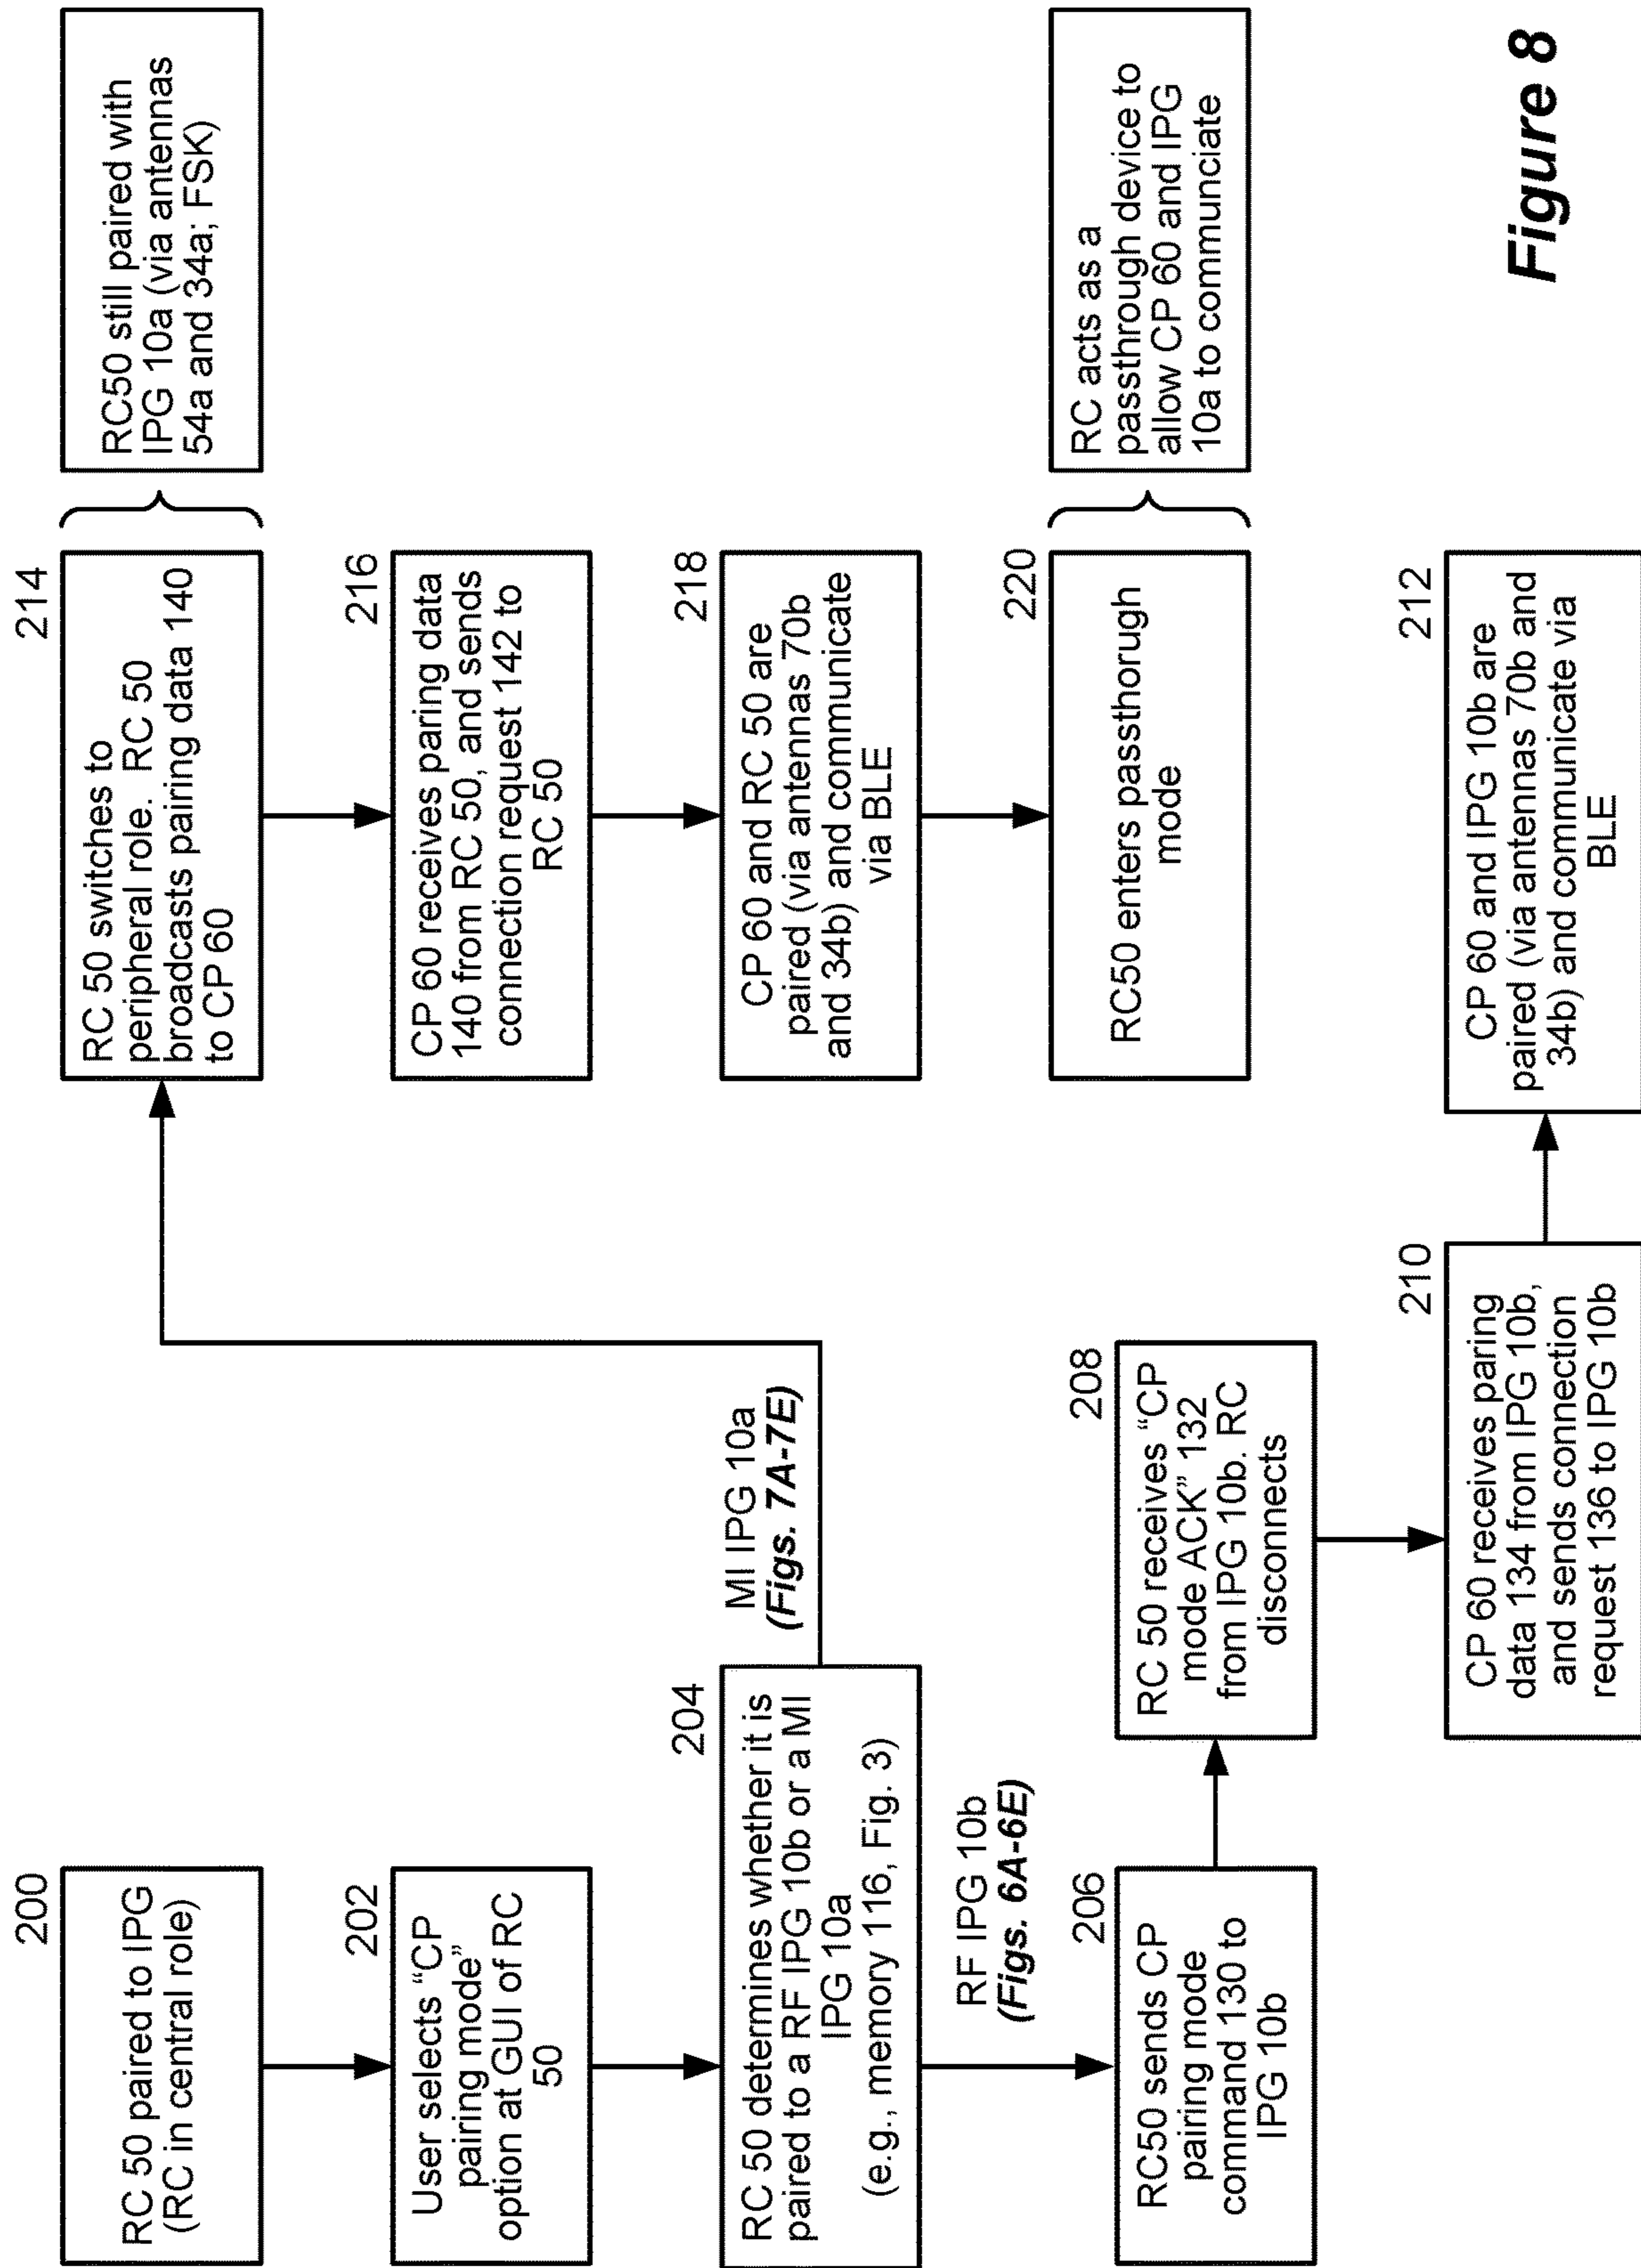 200
RC 50 paired to IPG
(RC in central role)
202
User selects “CP
pairing mode”
option at GUI of RC
50
204
RC 50 determines whether it is
paired to a RF IPG 10b or a MI
IPG 10a
(e.g., memory 116, Fig. 3)
MI IPG 10a
(Figs. 7A-7E)
RF IPG 10b
(Figs. 6A-6E)
206
RC50 sends CP
pairing mode
command 130 to
IPG 10b
208
RC 50 receives “CP
mode ACK” 132
from IPG 10b. RC
disconnects
210
CP 60 receives paring
data 134 from IPG 10b,
and sends connection
request 136 to IPG 10b
212
CP 60 and IPG 10b are
paired (via antennas 70b and
34b) and communicate via
BLE
214
RC 50 switches to
peripheral role. RC 50
broadcasts pairing data 140
to CP 60
RC50 still paired with
IPG 10a (via antennas
54a and 34a; FSK)
216
CP 60 receives paring data
140 from RC 50, and sends
connection request 142 to
RC 50
218
CP 60 and RC 50 are
paired (via antennas 70b
and 34b) and communicate
via BLE
220
RC50 enters passthorugh
mode
RC acts as a
passthrough device to
allow CP 60 and IPG
10a to communciate
Figure 8